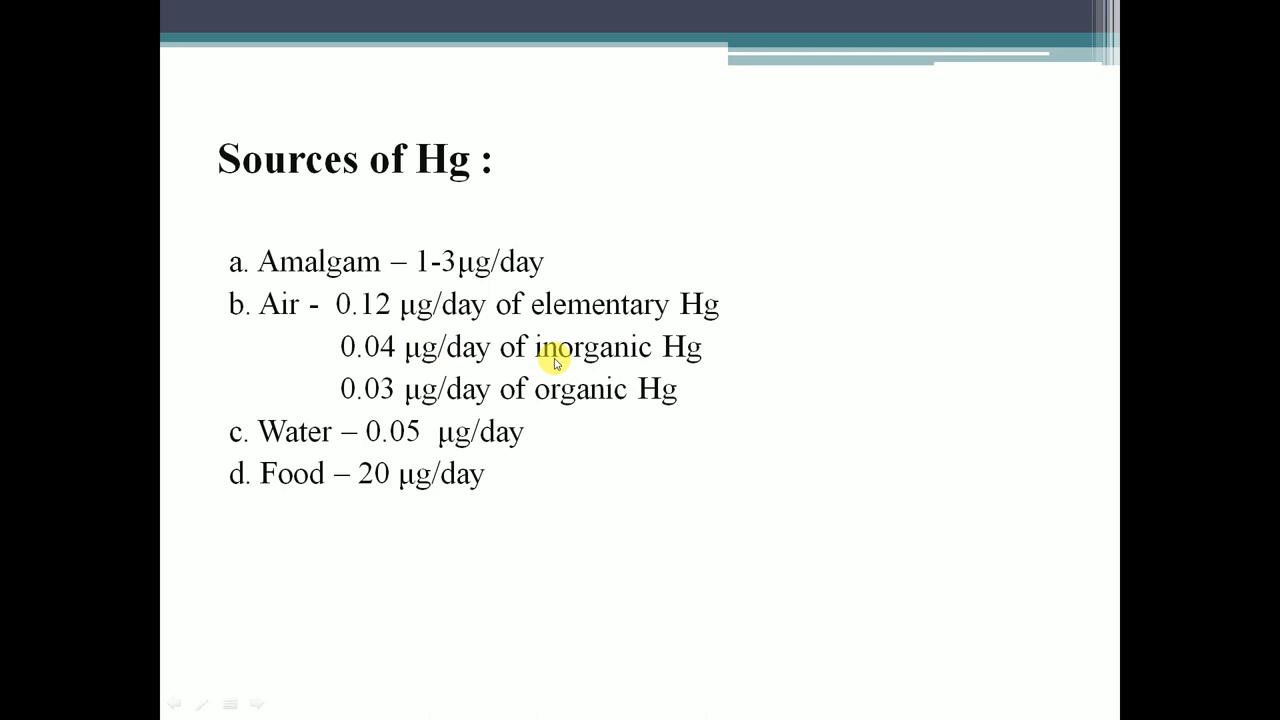 Sources of Hg :
a. Amalgam – 1-3μg/day
b. Air - 0.12 μg/day of elementary Hg
0.04 μg/day of inorganic Hg
0.03 μg/day of organic Hg
c. Water – 0.05 μg/day
d. Food – 20 μg/day